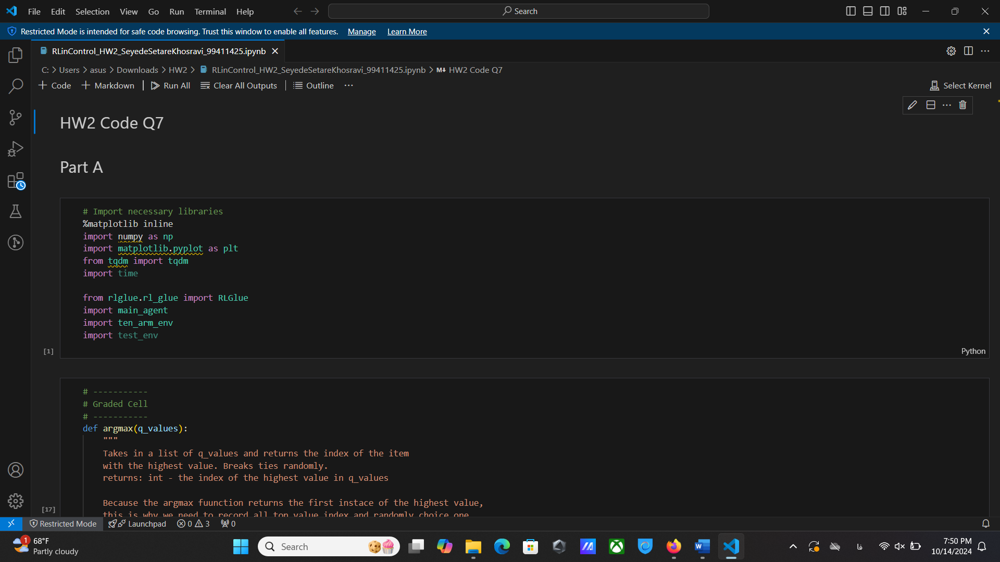 File Edit Selection View Go Run Terminal Help Search
Restricted Mode is intended for safe code browsing. Trust this window to enable all features. Manage Learn More
RLinControl_HW2_SeyedeSetareKhosravi_99411425.ipynb
C: > Users > asus > Downloads > HW2 > RLinControl_HW2_SeyedeSetareKhosravi_99411425.ipynb > M↓ HW2 Code Q7
+ Code + Markdown Run All Clear All Outputs Outline ... Select Kernel
HW2 Code Q7
Part A
# Import necessary libraries
%matplotlib inline
import numpy as np
import matplotlib.pyplot as plt
from tqdm import tqdm
import time
from rlglue.rl_glue import RLGlue
import main_agent
import ten_arm_env
import test_env
[1]
Python
# -----------
# Graded Cell
# -----------
def argmax(q_values):
"""
Takes in a list of q_values and returns the index of the item
with the highest value. Breaks ties randomly.
returns: int - the index of the highest value in q_values
Because the argmax fuunction returns the first instace of the highest value,
[17]
this is why we need to record all top value index and randomly choice one
Restricted Mode Launchpad 0 3 0
1
68°F
Partly cloudy
Search
فا
7:50 PM
10/14/2024